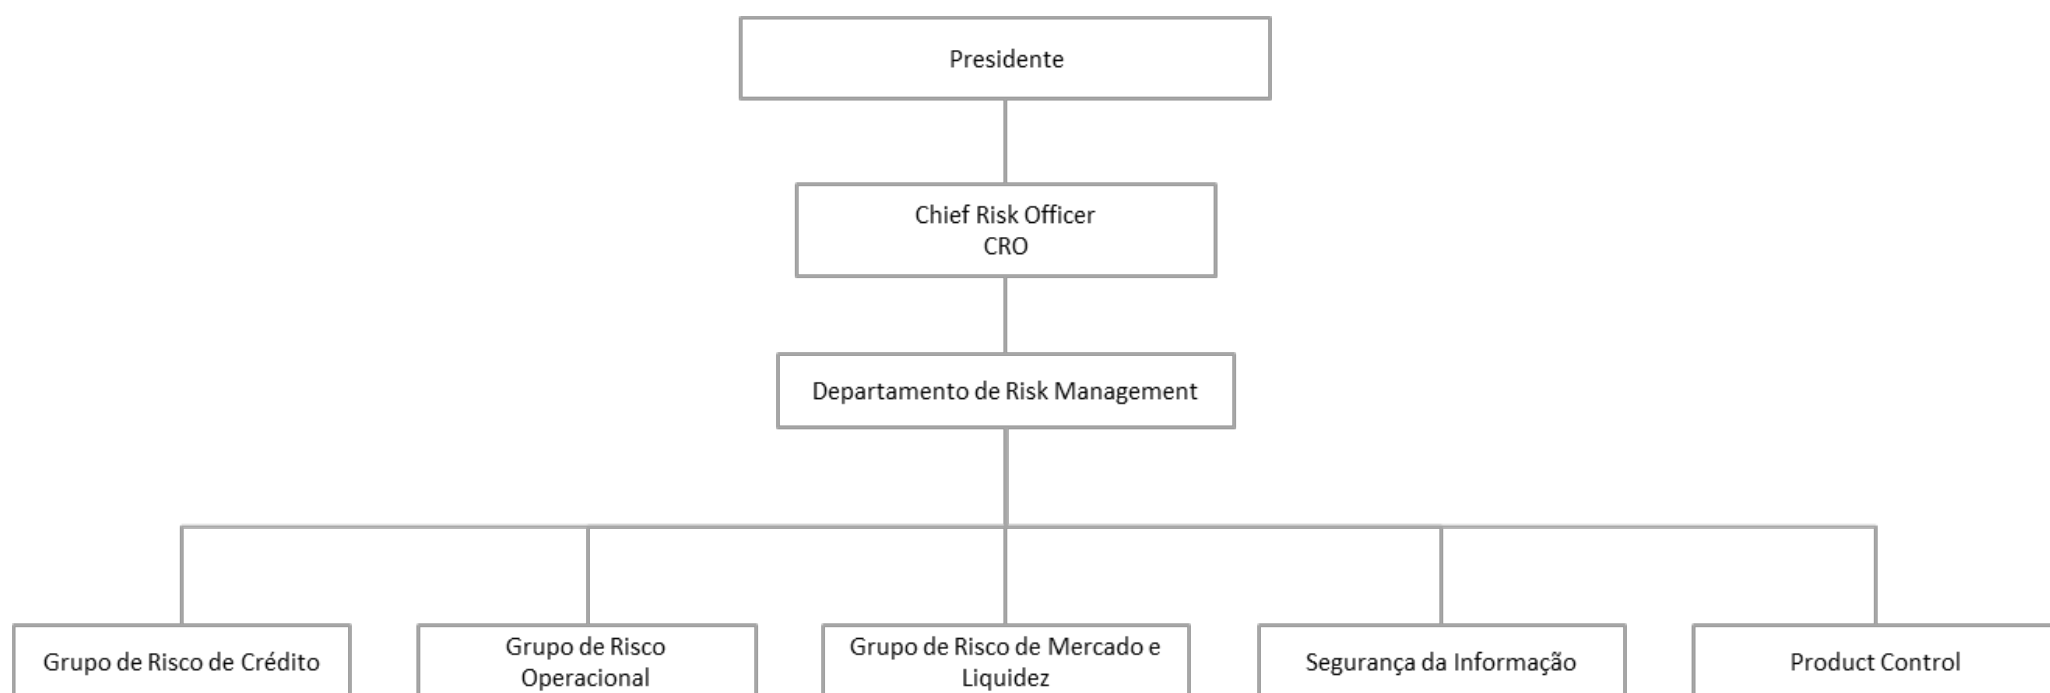 Presidente
Chief Risk Officer
CRO
Departamento de Risk Management
Grupo de Risco de Crédito
Grupo de Risco
Operacional
Grupo de Risco de Mercado e
Liquidez
Segurança da Informação
Product Control